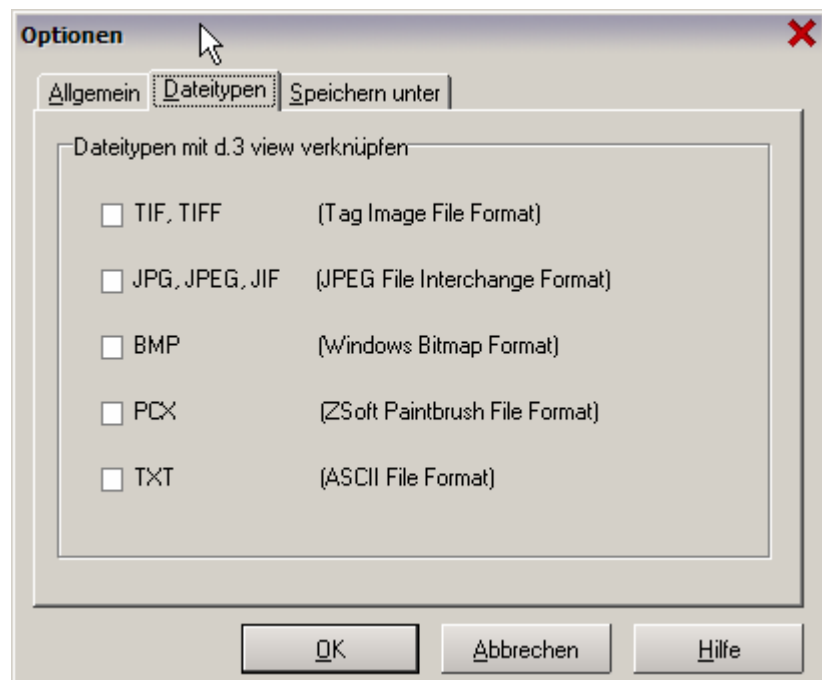 Optionen
Allgemein Dateitypen Speichern unter
Dateitypen mit d.3 view verknüpfen
TIF, TIFF (Tag Image File Format)
JPG, JPEG, JIF (JPEG File Interchange Format)
BMP (Windows Bitmap Format)
PCX (ZSoft Paintbrush File Format)
TXT (ASCII File Format)
OK Abbrechen Hilfe